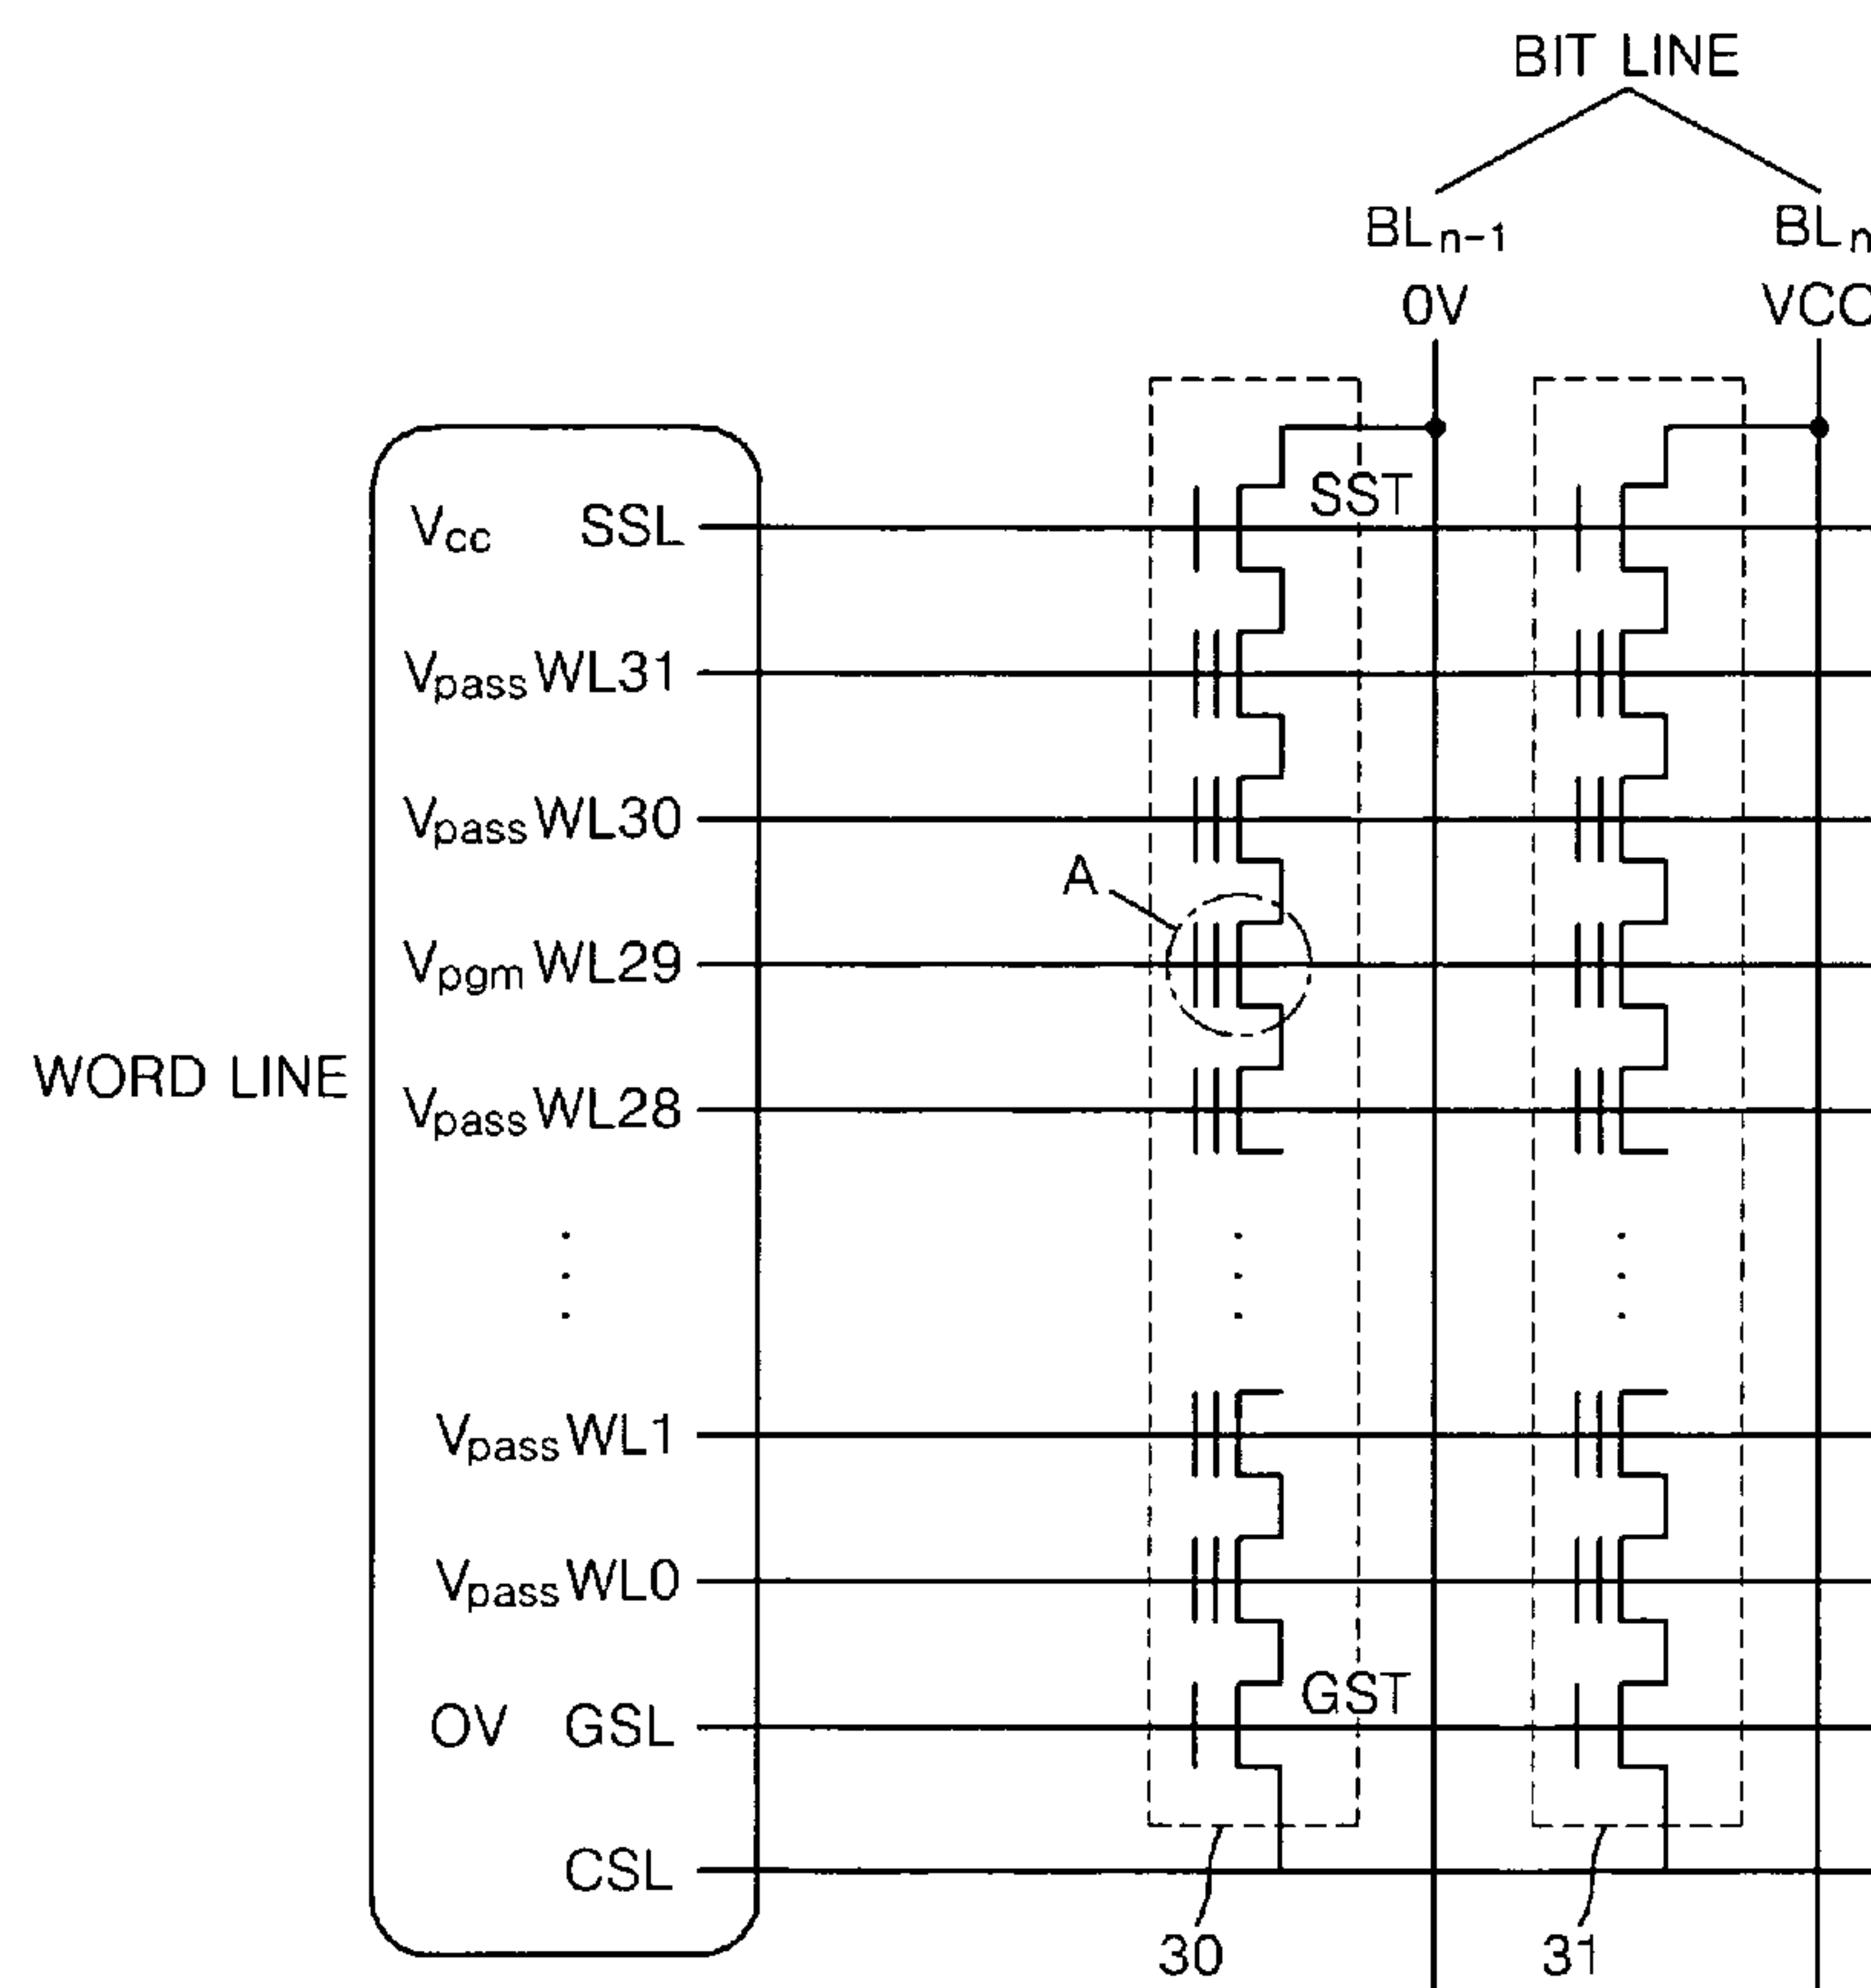 BIT LINE
BLn-1 BLn
0V VCC
Vcc SSL SST
Vpass WL31
Vpass WL30
A
Vpgm WL29
WORD LINE
Vpass WL28
Vpass WL1
Vpass WL0
GST
OV GSL
CSL
30 31